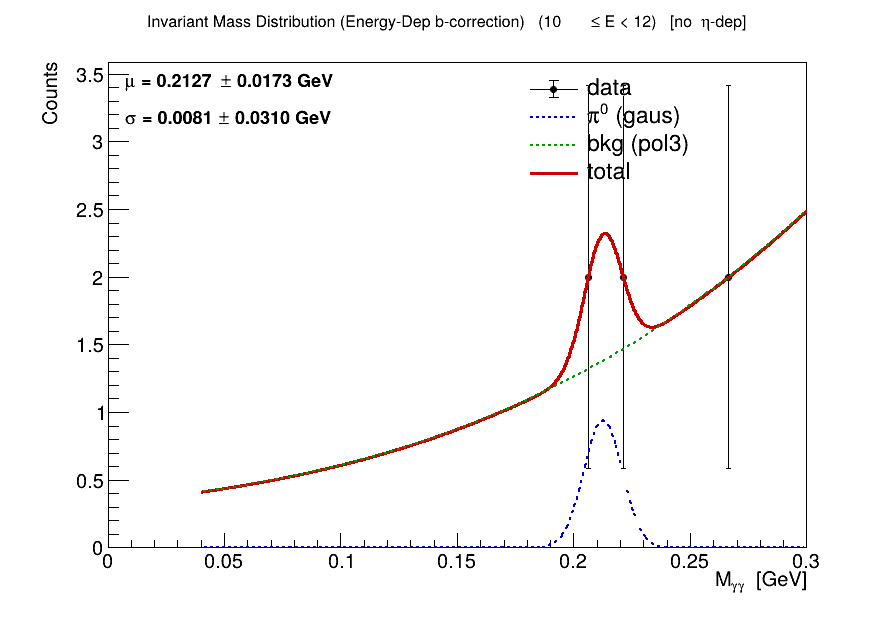 Invariant Mass Distribution (Energy-Dep b-correction) (10 ≤ E < 12) [no η-dep]
Counts
μ = 0.2127 ± 0.0173 GeV
σ = 0.0081 ± 0.0310 GeV
data
π⁰ (gaus)
bkg (pol3)
total
3.5
3
2.5
2
1.5
1
0.5
0
0 0.05 0.1 0.15 0.2 0.25 0.3
Mγγ [GeV]